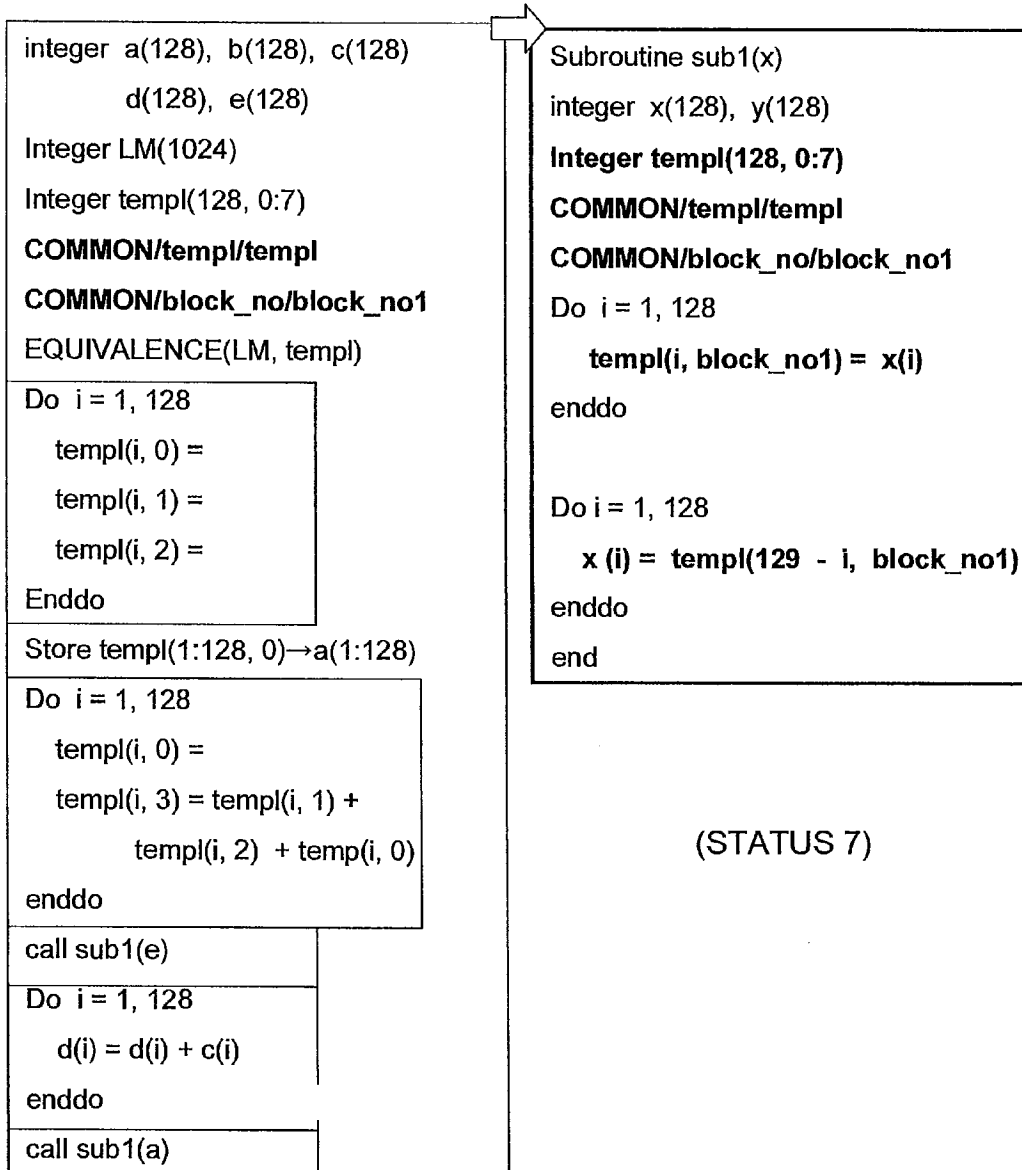 integer a(128), b(128), c(128)
d(128), e(128)
Integer LM(1024)
Integer templ(128, 0:7)
COMMON/templ/templ
COMMON/block_no/block_no1
EQUIVALENCE(LM, templ)
Do i = 1, 128
templ(i, 0) =
templ(i, 1) =
templ(i, 2) =
Enddo
Store templ(1:128, 0)→a(1:128)
Do i = 1, 128
templ(i, 0) =
templ(i, 3) = templ(i, 1) +
templ(i, 2) + temp(i, 0)
enddo
call sub1(e)
Do i = 1, 128
d(i) = d(i) + c(i)
enddo
call sub1(a)
Subroutine sub1(x)
integer x(128), y(128)
Integer templ(128, 0:7)
COMMON/templ/templ
COMMON/block_no/block_no1
Do i = 1, 128
templ(i, block_no1) = x(i)
enddo
Do i = 1, 128
x (i) = templ(129 - i, block_no1)
enddo
end
(STATUS 7)